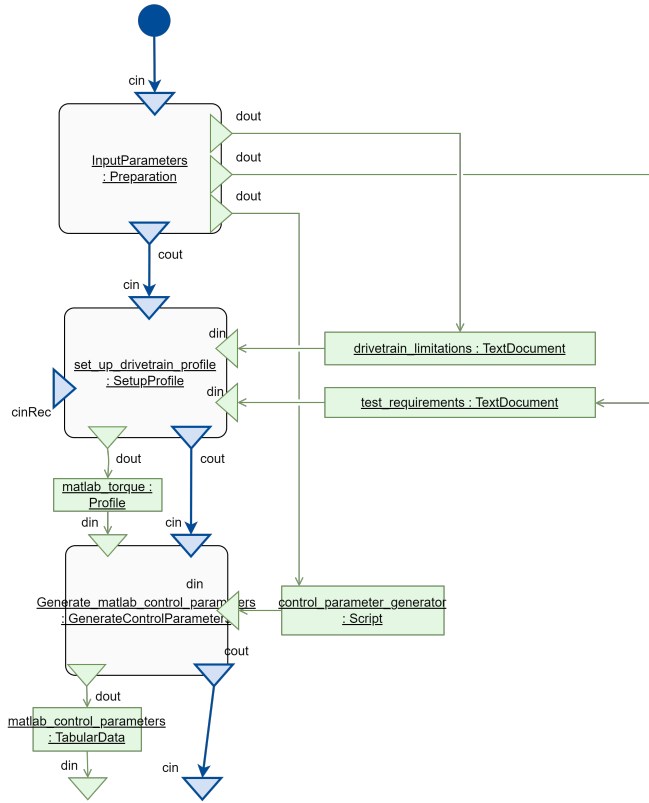 cin
dout
InputParameters
: Preparation
dout
dout
cout
cin
din
set_up_drivetrain_profile
: SetupProfile
drivetrain_limitations : TextDocument
din
test_requirements : TextDocument
cinRec
dout
cout
matlab_torque :
Profile
din
cin
din
Generate_matlab_control_parameters
: GenerateControlParameters
control_parameter_generator
: Script
cout
dout
matlab_control_parameters
: TabularData
din
cin